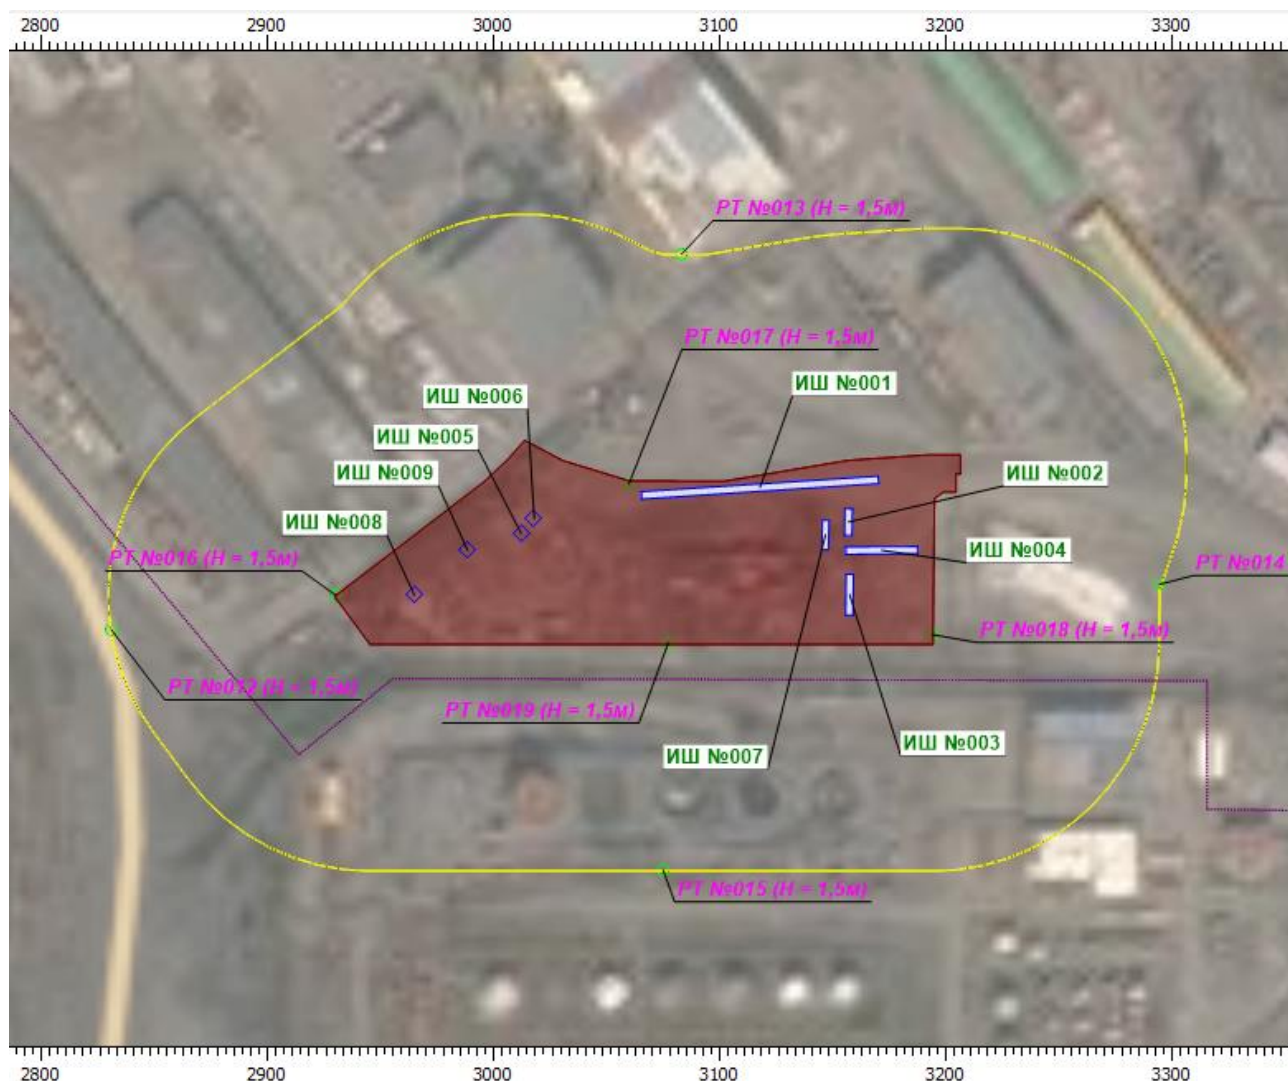 2800 2900 3000 3100 3200 3300
РТ №013 (Н = 1,5м)
РТ №017 (Н = 1,5м)
ИШ №001
ИШ №006
ИШ №005
ИШ №009
ИШ №002
ИШ №008
ИШ №004
РТ №016 (Н = 1,5м)
РТ №014
РТ №018 (Н = 1,5м)
РТ №012 (Н = 1,5м)
РТ №019 (Н = 1,5м)
ИШ №003
ИШ №007
РТ №015 (Н = 1,5м)
2800 2900 3000 3100 3200 3300